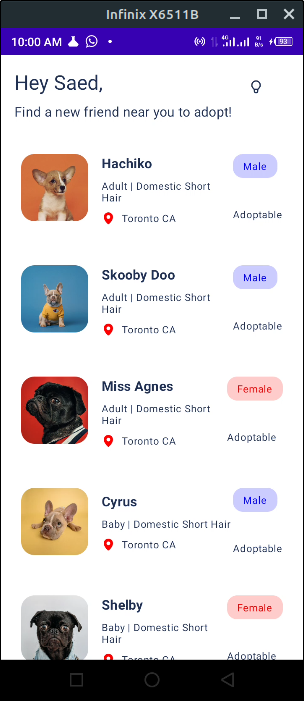 Infinix X6511B
10:00 AM
4G
91 B/s
93
Hey Saed,
Find a new friend near you to adopt!
Hachiko
Male
Adult | Domestic Short
Hair
Toronto CA
Adoptable
Skooby Doo
Male
Adult | Domestic Short
Hair
Toronto CA
Adoptable
Miss Agnes
Female
Adult | Domestic Short
Hair
Toronto CA
Adoptable
Cyrus
Male
Baby | Domestic Short Hair
Toronto CA
Adoptable
Shelby
Female
Baby | Domestic Short
Hair
Toronto CA
Adoptable